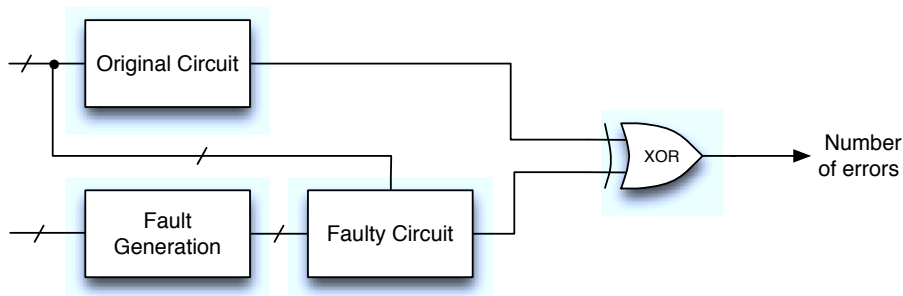 Original Circuit
XOR
Number
of errors
Fault
Generation
Faulty Circuit